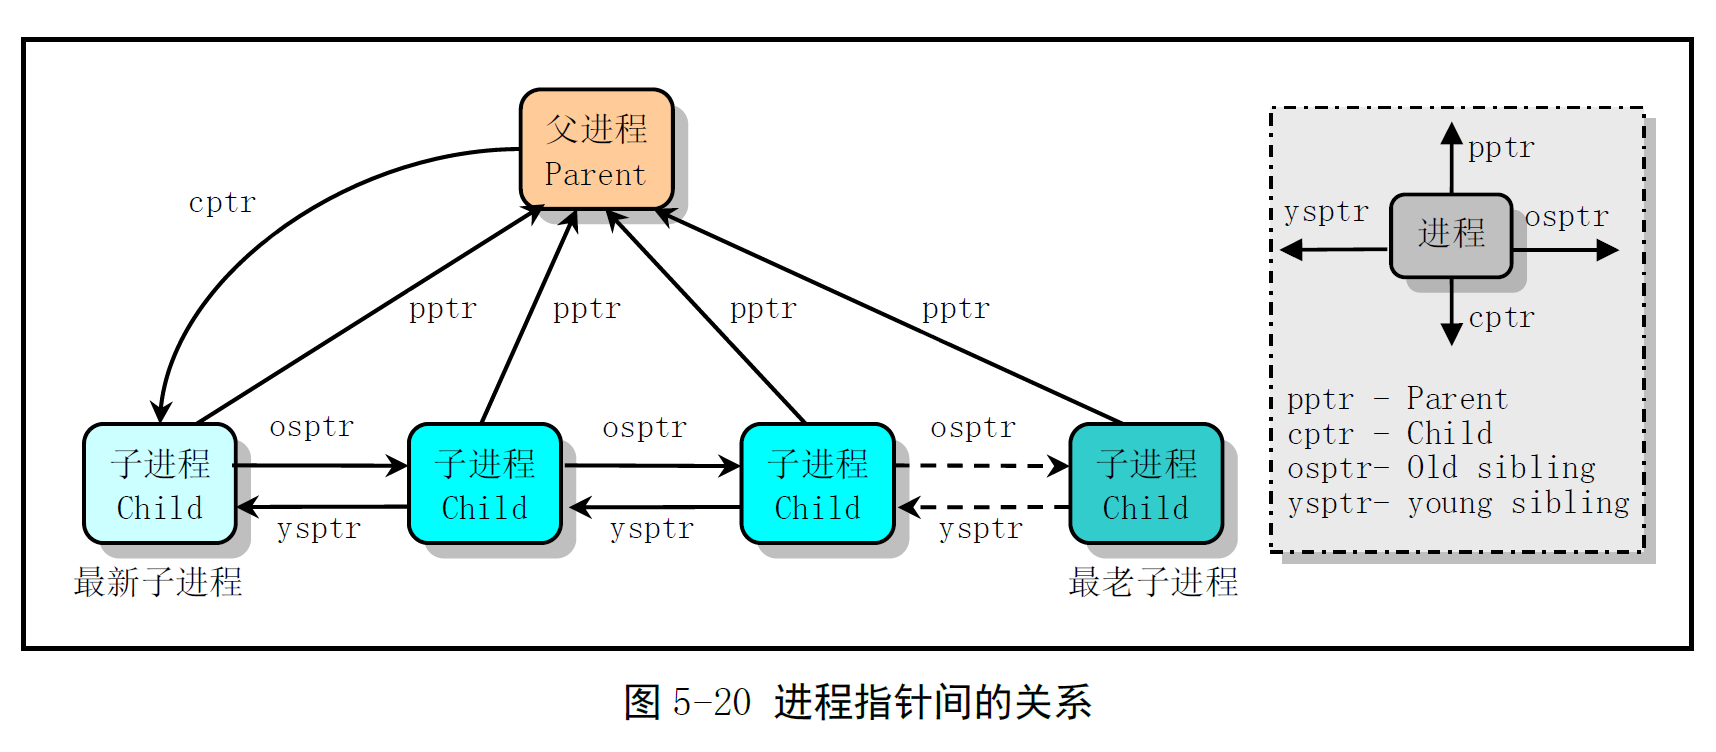 父进程
Parent
cptr
pptr
pptr
pptr
pptr
osptr
osptr
osptr
子进程
Child
子进程
Child
子进程
Child
子进程
Child
ysptr
ysptr
ysptr
最新子进程
最老子进程
pptr
ysptr
进程
osptr
cptr
pptr - Parent
cptr - Child
osptr- Old sibling
ysptr- young sibling
图 5-20 进程指针间的关系